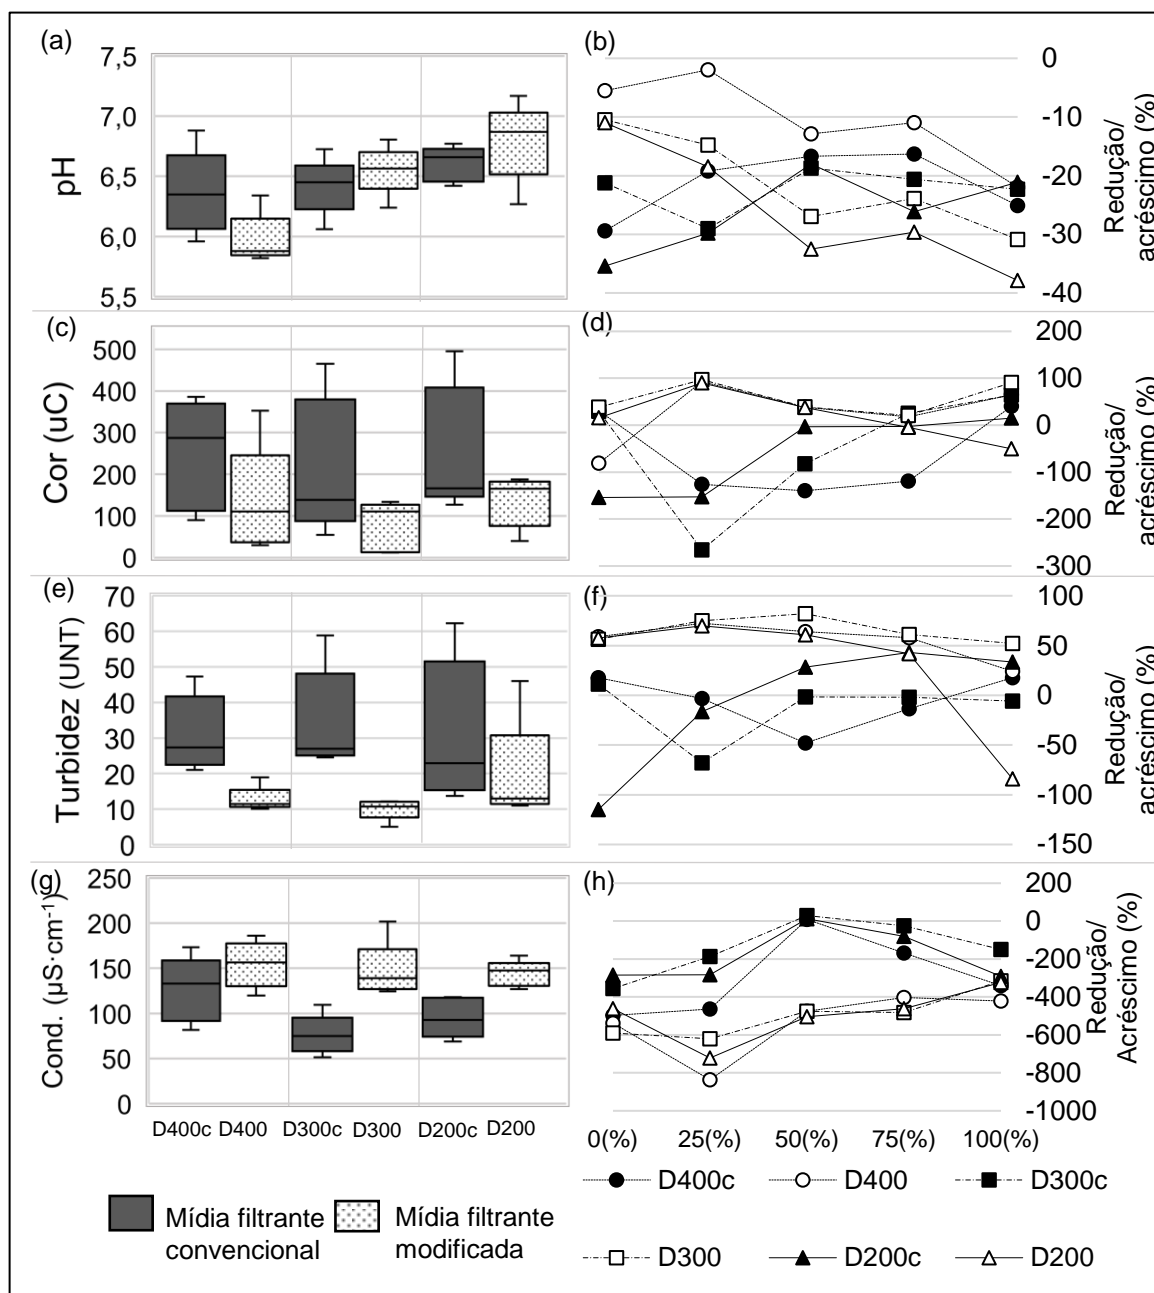 (a)
7,5
7,0
6,5
6,0
5,5
pH
(b)
0
-10
-20
-30
-40
Redução/
acréscimo (%)
(c)
500
400
300
200
100
0
Cor (uC)
(d)
200
100
0
-100
-200
-300
Redução/
acréscimo (%)
(e)
70
60
50
40
30
20
10
0
Turbidez (UNT)
(f)
100
50
0
-50
-100
-150
Redução/
acréscimo (%)
(g)
250
200
150
100
50
0
Cond. (µS·cm⁻¹)
(h)
200
0
-200
-400
-600
-800
-1000
Redução/
Acréscimo (%)
D400c D400 D300c D300 D200c D200
0(%) 25(%) 50(%) 75(%) 100(%)
D400c D400 D300c
D300 D200c D200
Mídia filtrante
convencional
Mídia filtrante
modificada